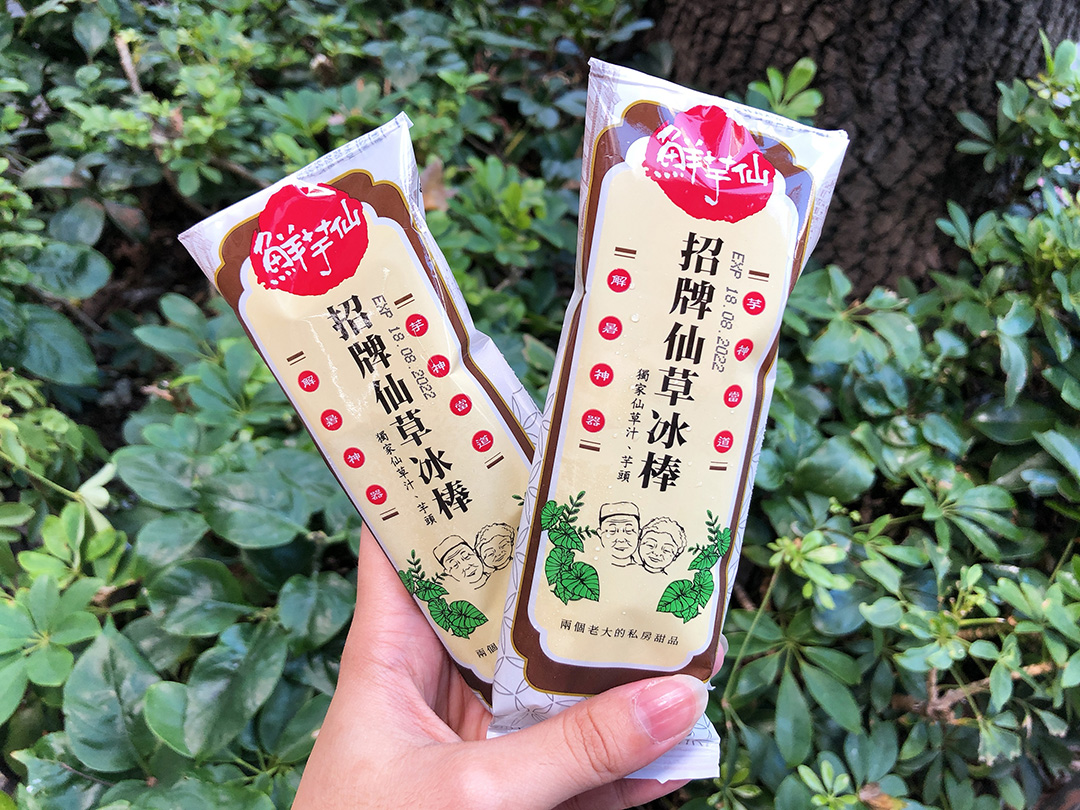 鮮芋仙
招牌仙草冰棒
獨家仙草汁、芋頭
EXP 18.08.2022
芋神當道
解暑神器
兩個
鮮芋仙
招牌仙草冰棒
獨家仙草汁、芋頭
EXP 18.08.2022
芋神當道
解暑神器
兩個老大的私房甜品